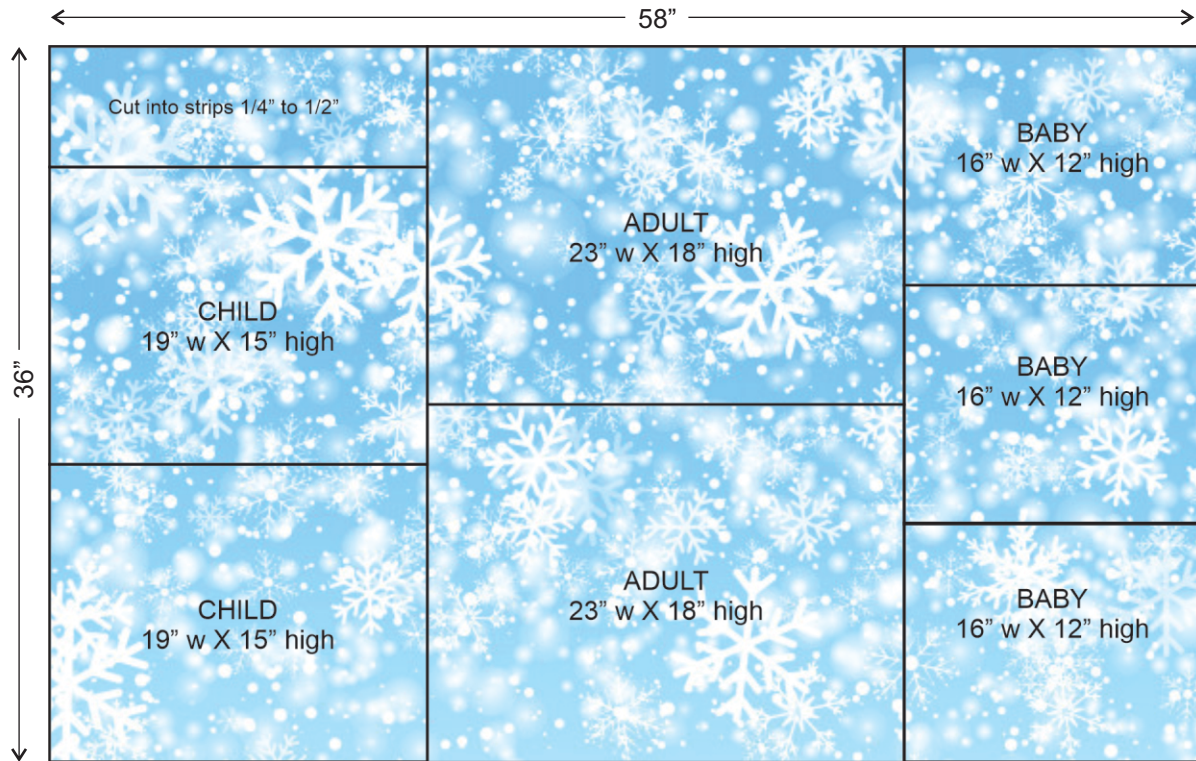 58”
36”
Cut into strips 1/4” to 1/2”
CHILD
19” w X 15” high
CHILD
19” w X 15” high
ADULT
23” w X 18” high
ADULT
23” w X 18” high
BABY
16” w X 12” high
BABY
16” w X 12” high
BABY
16” w X 12” high